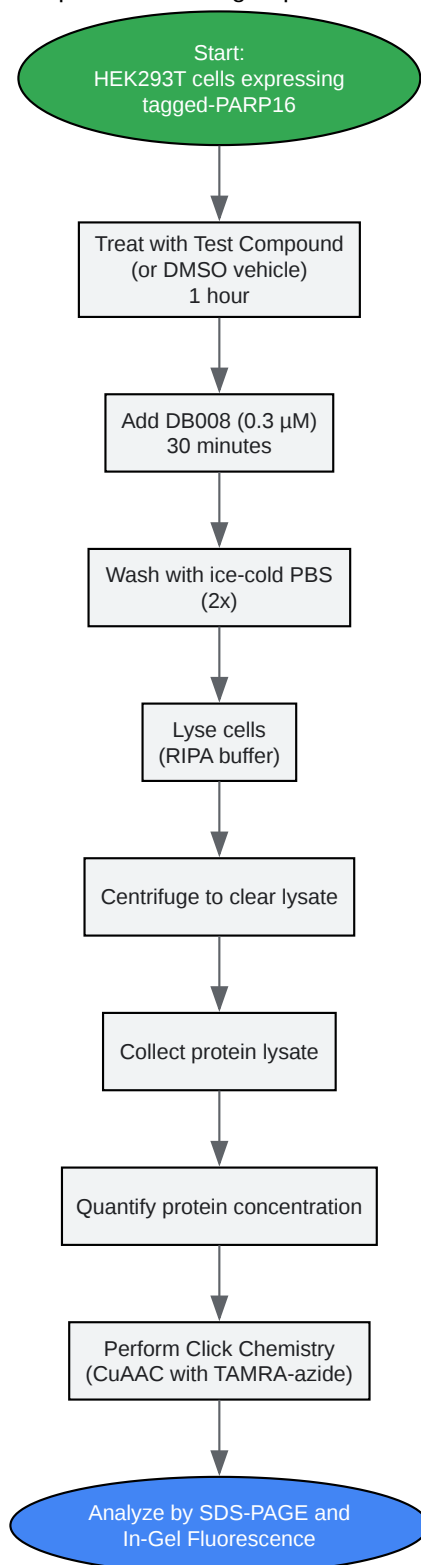 Start:
HEK293T cells expressing
tagged-PARP16
Treat with Test Compound
(or DMSO vehicle)
1 hour
Add DB008 (0.3 µM)
30 minutes
Wash with ice-cold PBS
(2x)
Lyse cells
(RIPA buffer)
Centrifuge to clear lysate
Collect protein lysate
Quantify protein concentration
Perform Click Chemistry
(CuAAC with TAMRA-azide)
Analyze by SDS-PAGE and
In-Gel Fluorescence